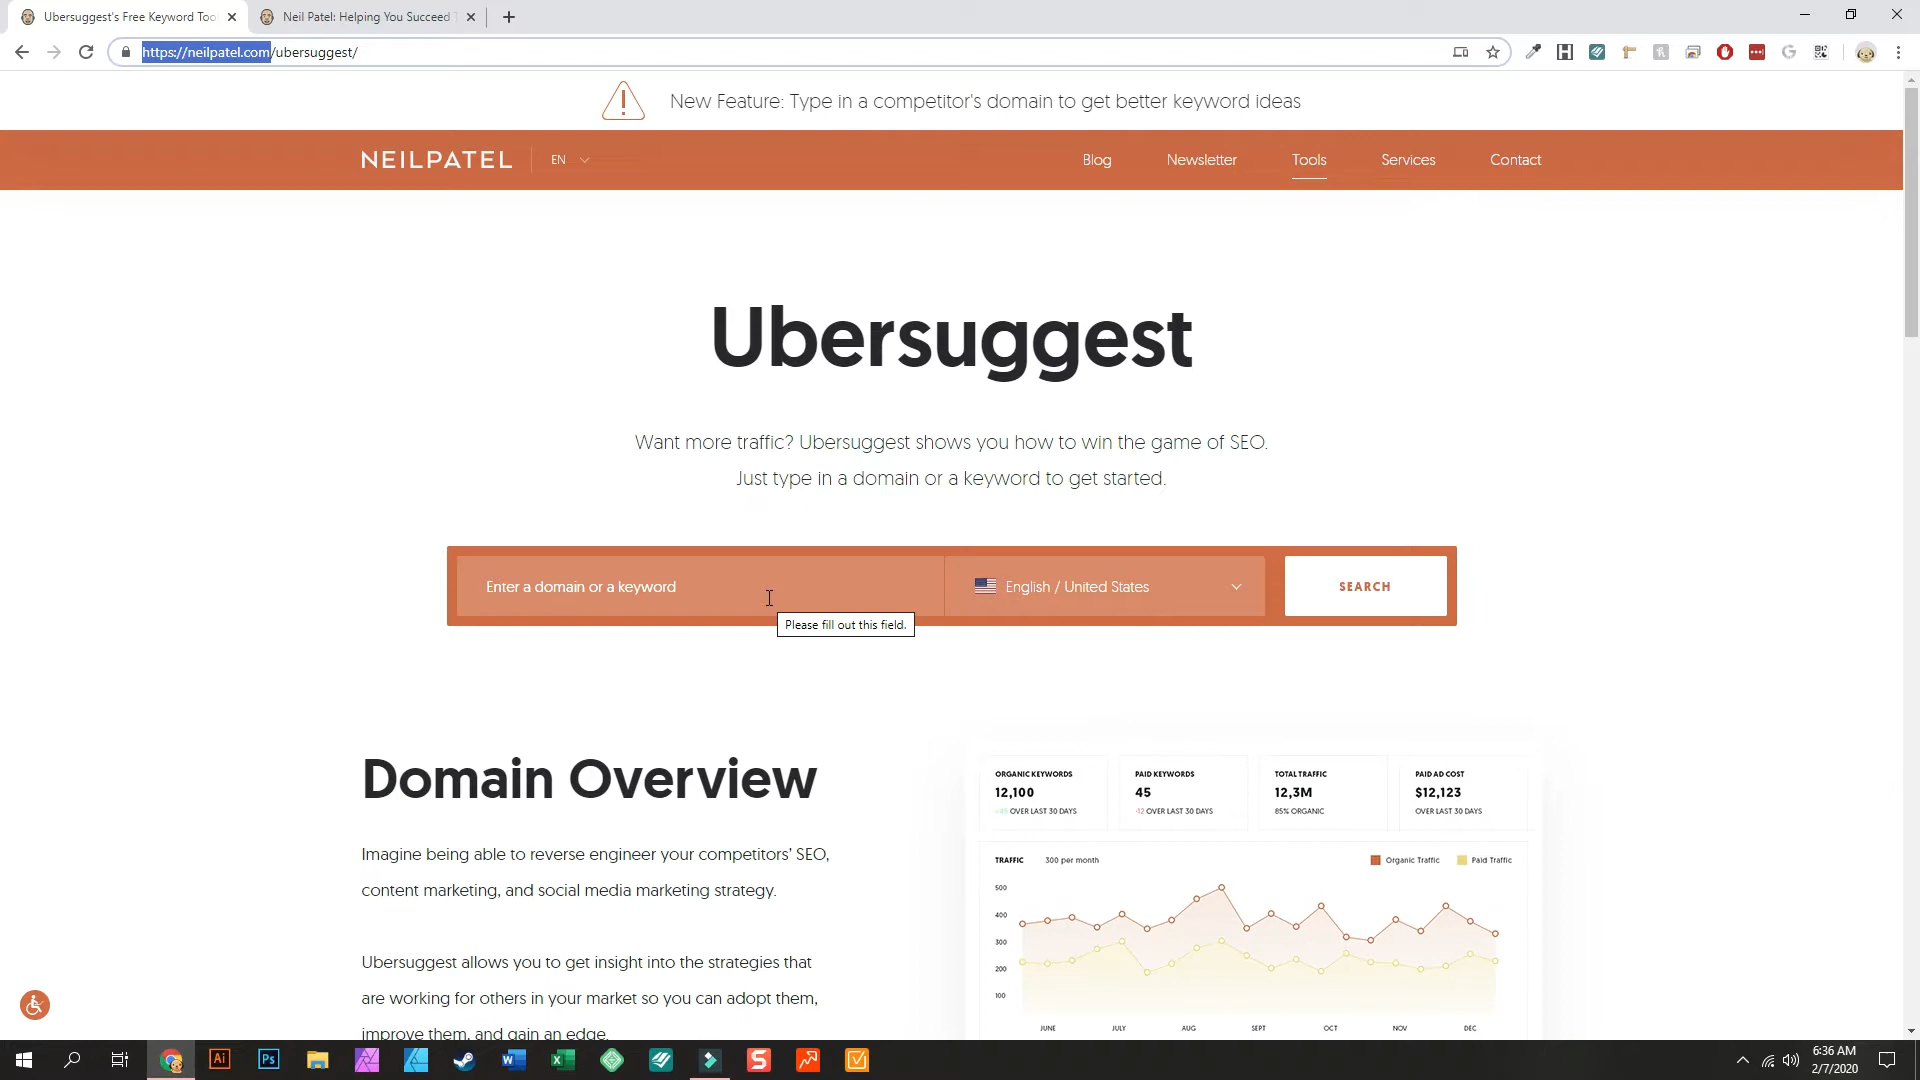 Ubersuggest's Free Keyword Too
Neil Patel: Helping You Succeed T
https://neilpatel.com/ubersuggest/
New Feature: Type in a competitor's domain to get better keyword ideas
NEILPATEL
EN
Blog
Newsletter
Tools
Services
Contact
Ubersuggest
Want more traffic? Ubersuggest shows you how to win the game of SEO.
Just type in a domain or a keyword to get started.
Enter a domain or a keyword
English / United States
SEARCH
Please fill out this field.
Domain Overview
Imagine being able to reverse engineer your competitors’ SEO,
content marketing, and social media marketing strategy.
Ubersuggest allows you to get insight into the strategies that
are working for others in your market so you can adopt them,
improve them, and gain an edge.
ORGANIC KEYWORDS
12,100
OVER LAST 30 DAYS
PAID KEYWORDS
45
-12 OVER LAST 30 DAYS
TOTAL TRAFFIC
12,3M
85% ORGANIC
PAID AD COST
$12,123
OVER LAST 30 DAYS
TRAFFIC
300 per month
Organic Traffic
Paid Traffic
500
400
300
200
100
JUNE
JULY
AUG
SEPT
OCT
NOV
DEC
Ai
Ps
6:36 AM
2/7/2020